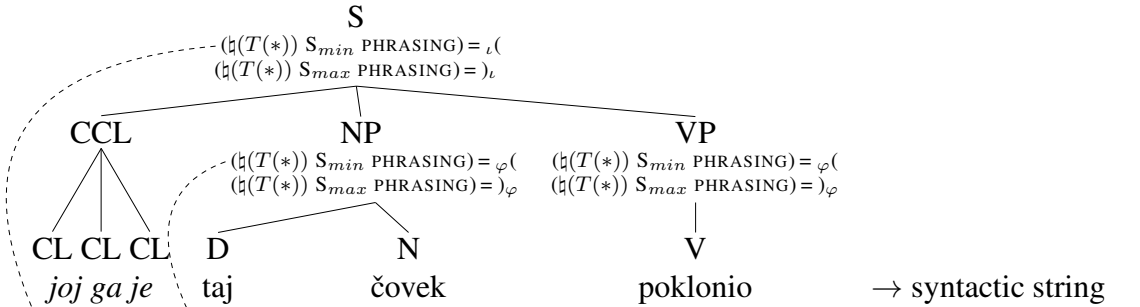 S
(♮(T(∗)) S_min PHRASING) = ι(
(♮(T(∗)) S_max PHRASING) = )ι
CCL NP VP
(♮(T(∗)) S_min PHRASING) = φ( (♮(T(∗)) S_min PHRASING) = φ(
(♮(T(∗)) S_max PHRASING) = )φ (♮(T(∗)) S_max PHRASING) = )φ
CL CL CL D N V
joj ga je taj čovek poklonio → syntactic string